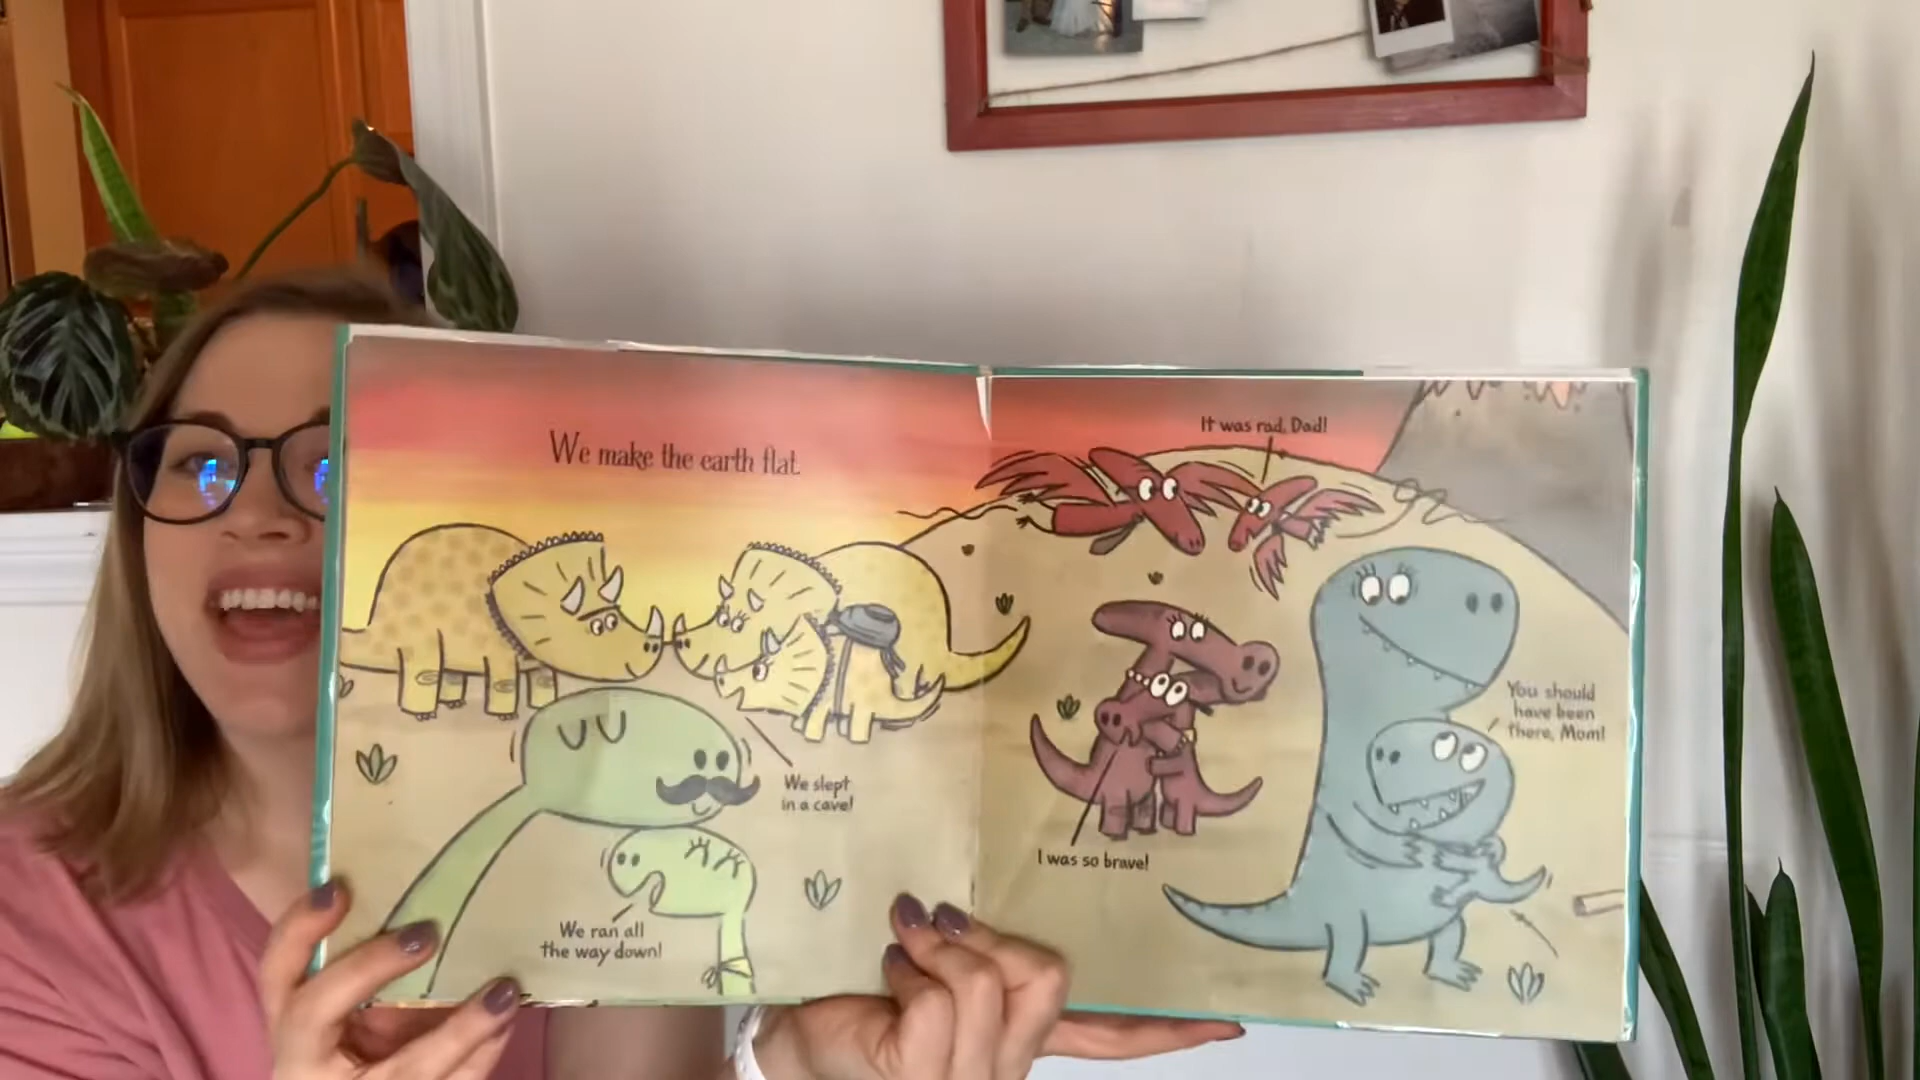 We make the earth flat.
We slept
in a cave!
We ran all
the way down!
It was rad, Dad!
I was so brave!
You should
have been
there, Mom!